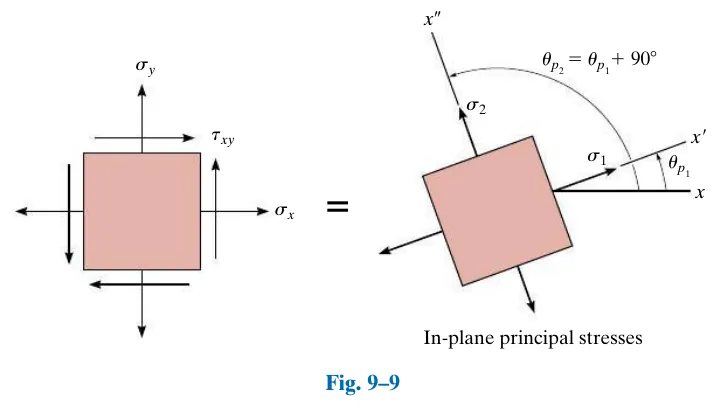 x″
σy
θp2 = θp1 + 90°
σ2
τxy
x′
σ1
θp1
σx
=
x
In-plane principal stresses
Fig. 9–9